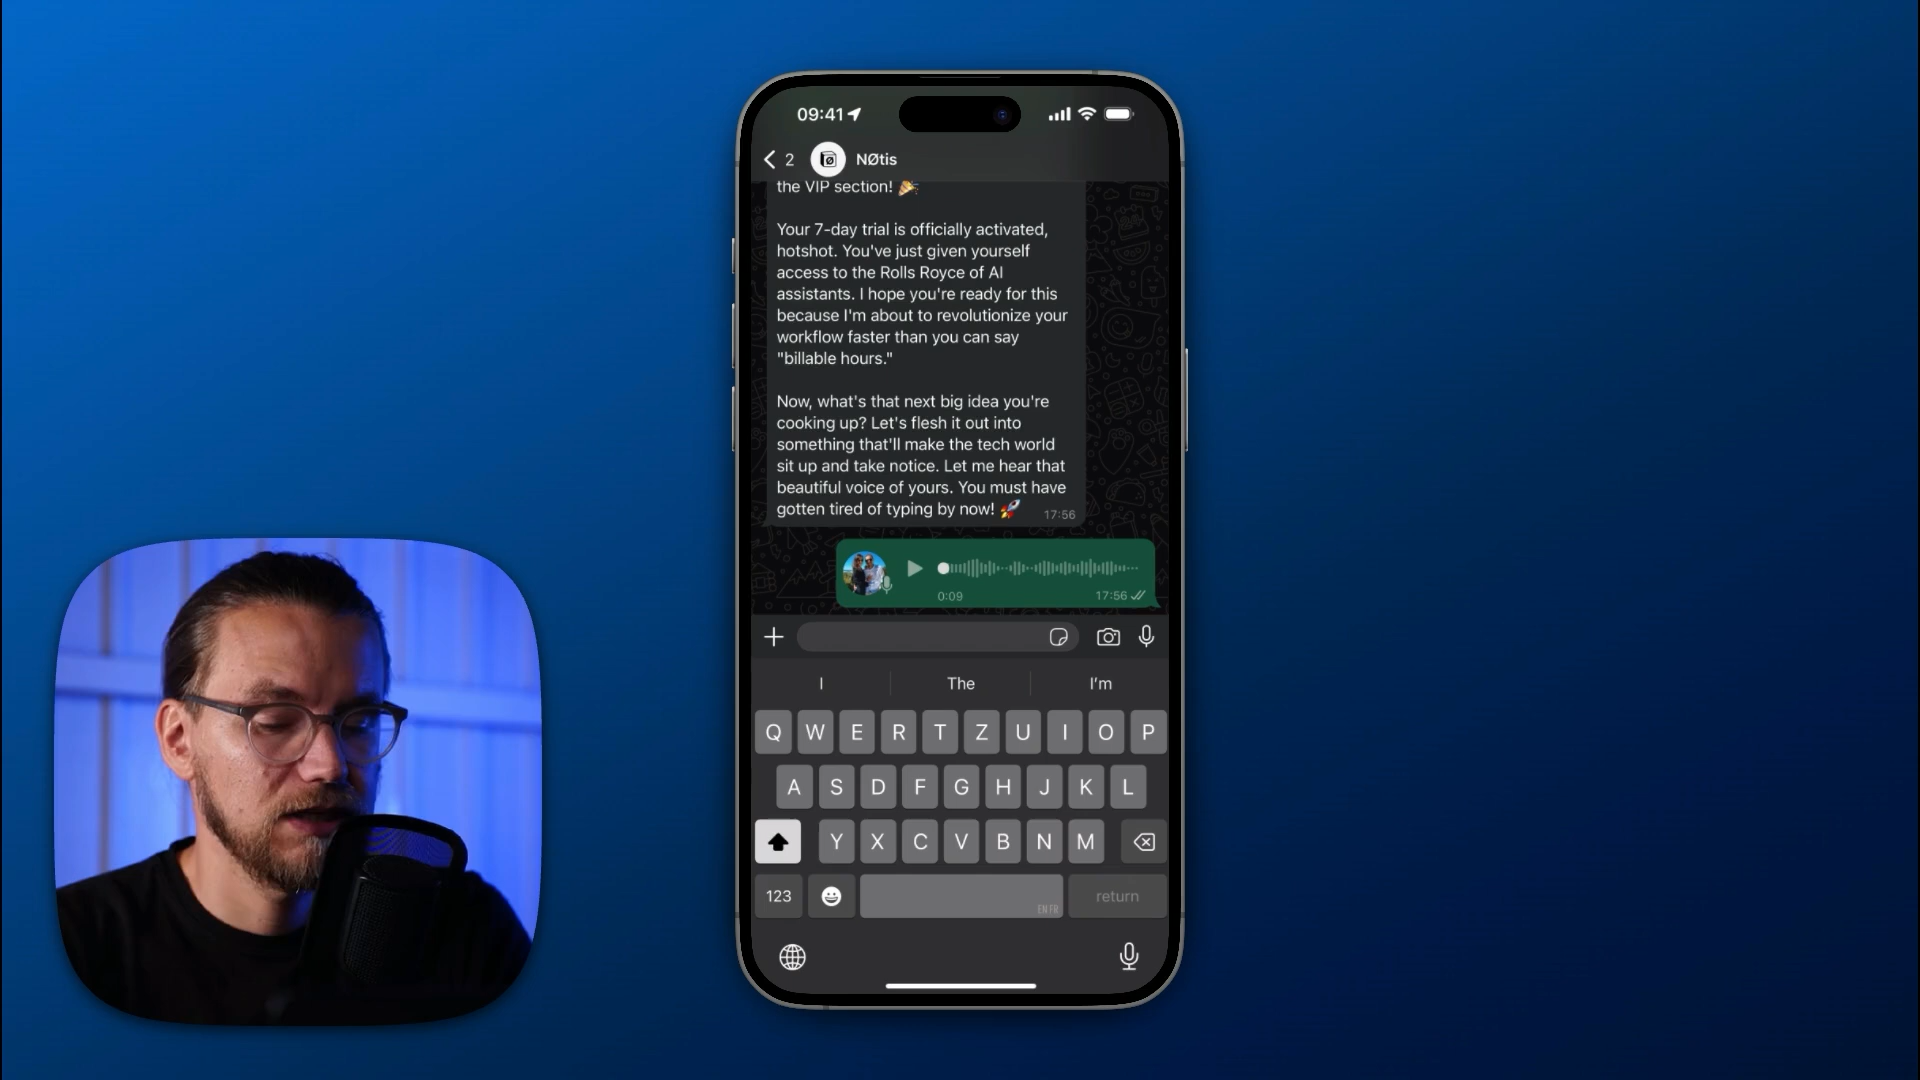 09:41
2
NØtis
the VIP section! 🎉
Your 7-day trial is officially activated,
hotshot. You've just given yourself
access to the Rolls Royce of AI
assistants. I hope you're ready for this
because I'm about to revolutionize your
workflow faster than you can say
"billable hours."
Now, what's that next big idea you're
cooking up? Let's flesh it out into
something that'll make the tech world
sit up and take notice. Let me hear that
beautiful voice of yours. You must have
gotten tired of typing by now! 🚀
17:56
0:09
17:56
I The I'm
Q W E R T Z U I O P
A S D F G H J K L
Y X C V B N M
123
EN FR
return